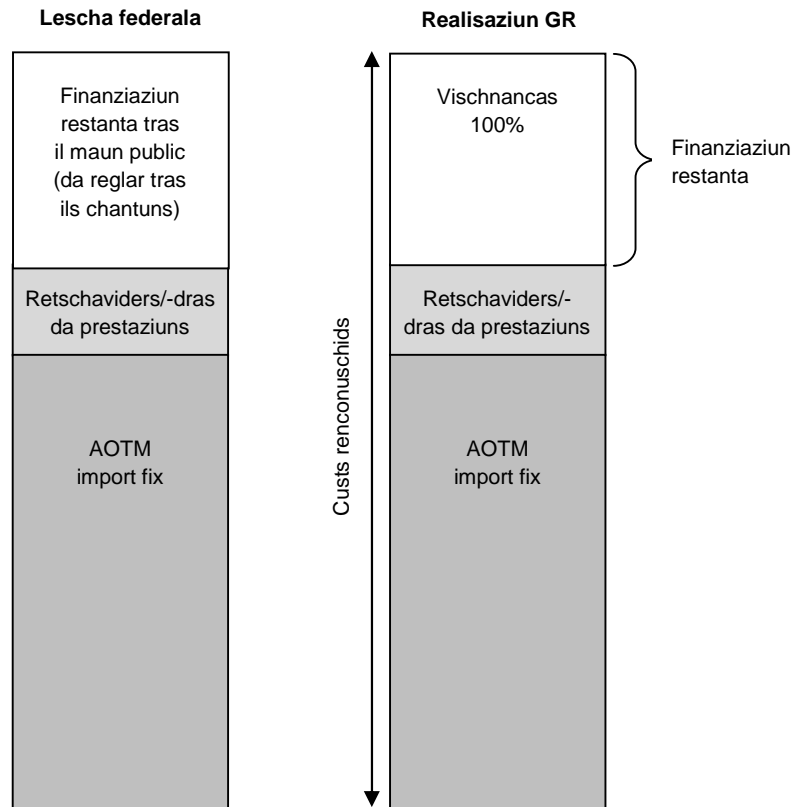 Lescha federala
Finanziaziun
restanta tras
il maun public
(da reglar tras
ils chantuns)
Retschaviders/-dras
da prestaziuns
AOTM
import fix
Custs renconuschids
Realisaziun GR
Vischnancas
100%
Retschaviders/-
dras da prestaziuns
AOTM
import fix
Finanziaziun
restanta